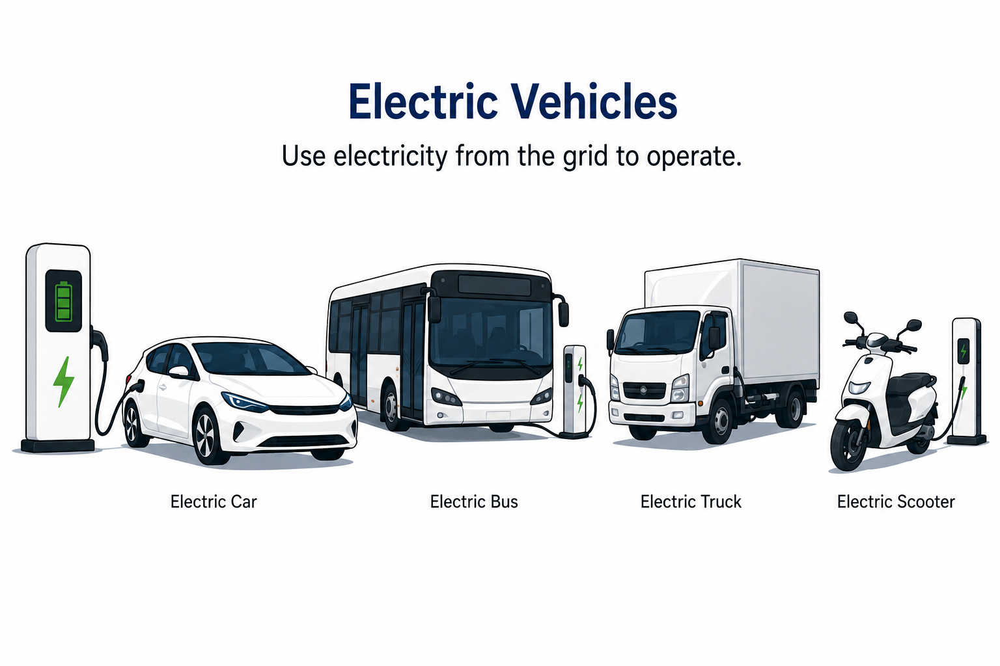 Electric Vehicles
Use electricity from the grid to operate.
Electric Car
Electric Bus
Electric Truck
Electric Scooter